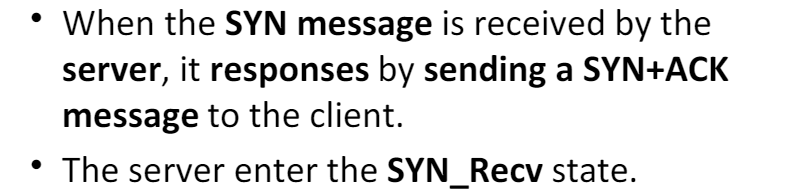 • When the SYN message is received by the
server, it responses by sending a SYN+ACK
message to the client.
• The server enter the SYN_Recv state.